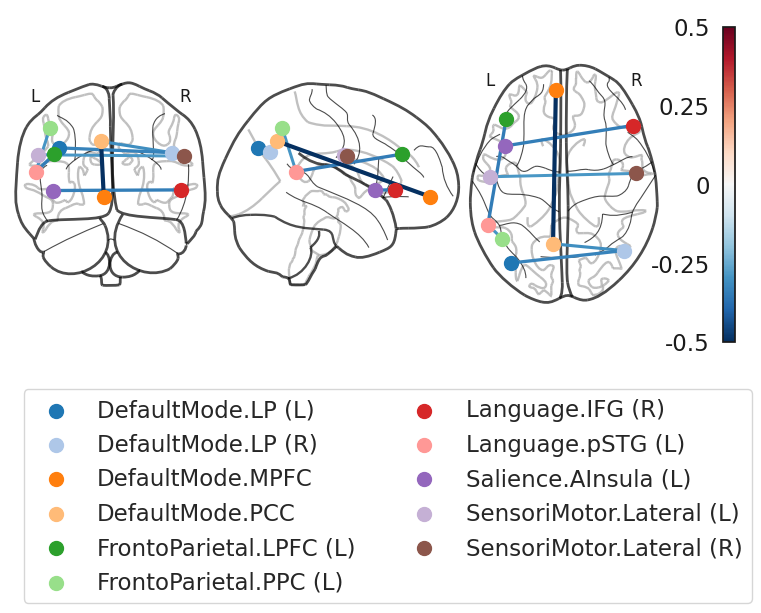 L R L R
0.5
0.25
0
-0.25
-0.5
DefaultMode.LP (L)
DefaultMode.LP (R)
DefaultMode.MPFC
DefaultMode.PCC
FrontoParietal.LPFC (L)
FrontoParietal.PPC (L)
Language.IFG (R)
Language.pSTG (L)
Salience.AInsula (L)
SensoriMotor.Lateral (L)
SensoriMotor.Lateral (R)